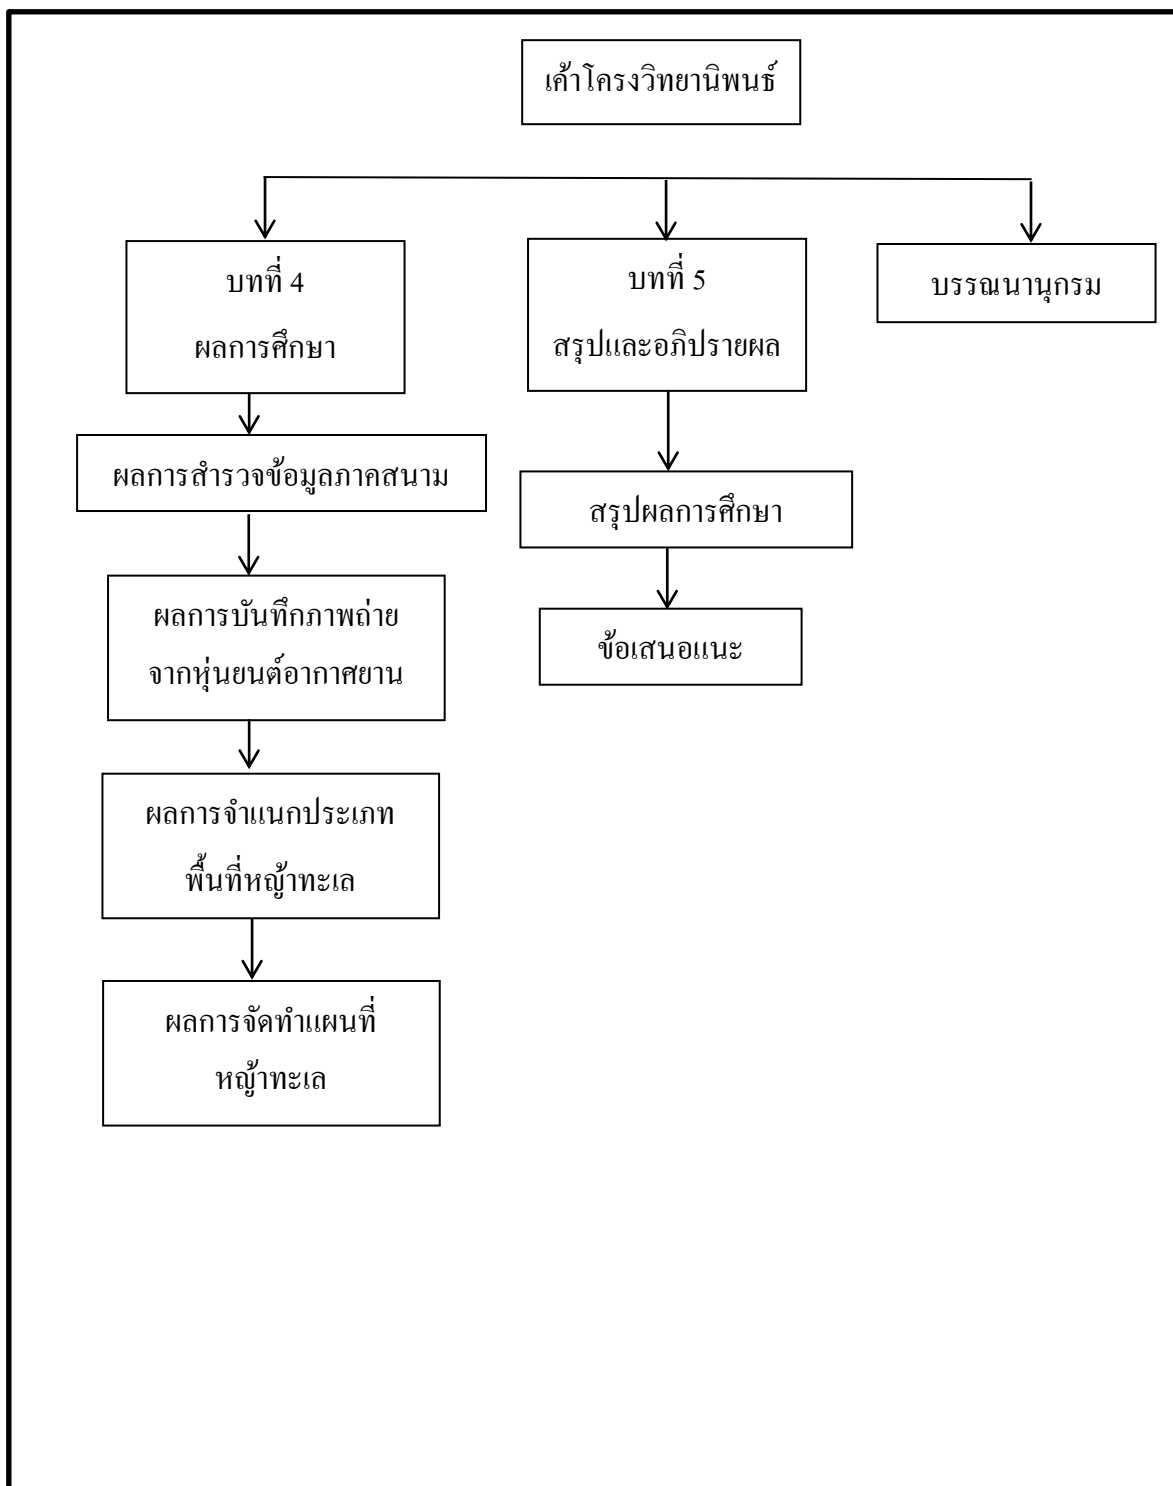 เค้าโครงวิทยานิพนธ์
บทที่ 4
ผลการศึกษา
บทที่ 5
สรุปและอภิปรายผล
บรรณานุกรม
ผลการสำรวจข้อมูลภาคสนาม
สรุปผลการศึกษา
ผลการบันทึกภาพถ่าย
จากหุ่นยนต์อากาศยาน
ข้อเสนอแนะ
ผลการจำแนกประเภท
พื้นที่หญ้าทะเล
ผลการจัดทำแผนที่
หญ้าทะเล